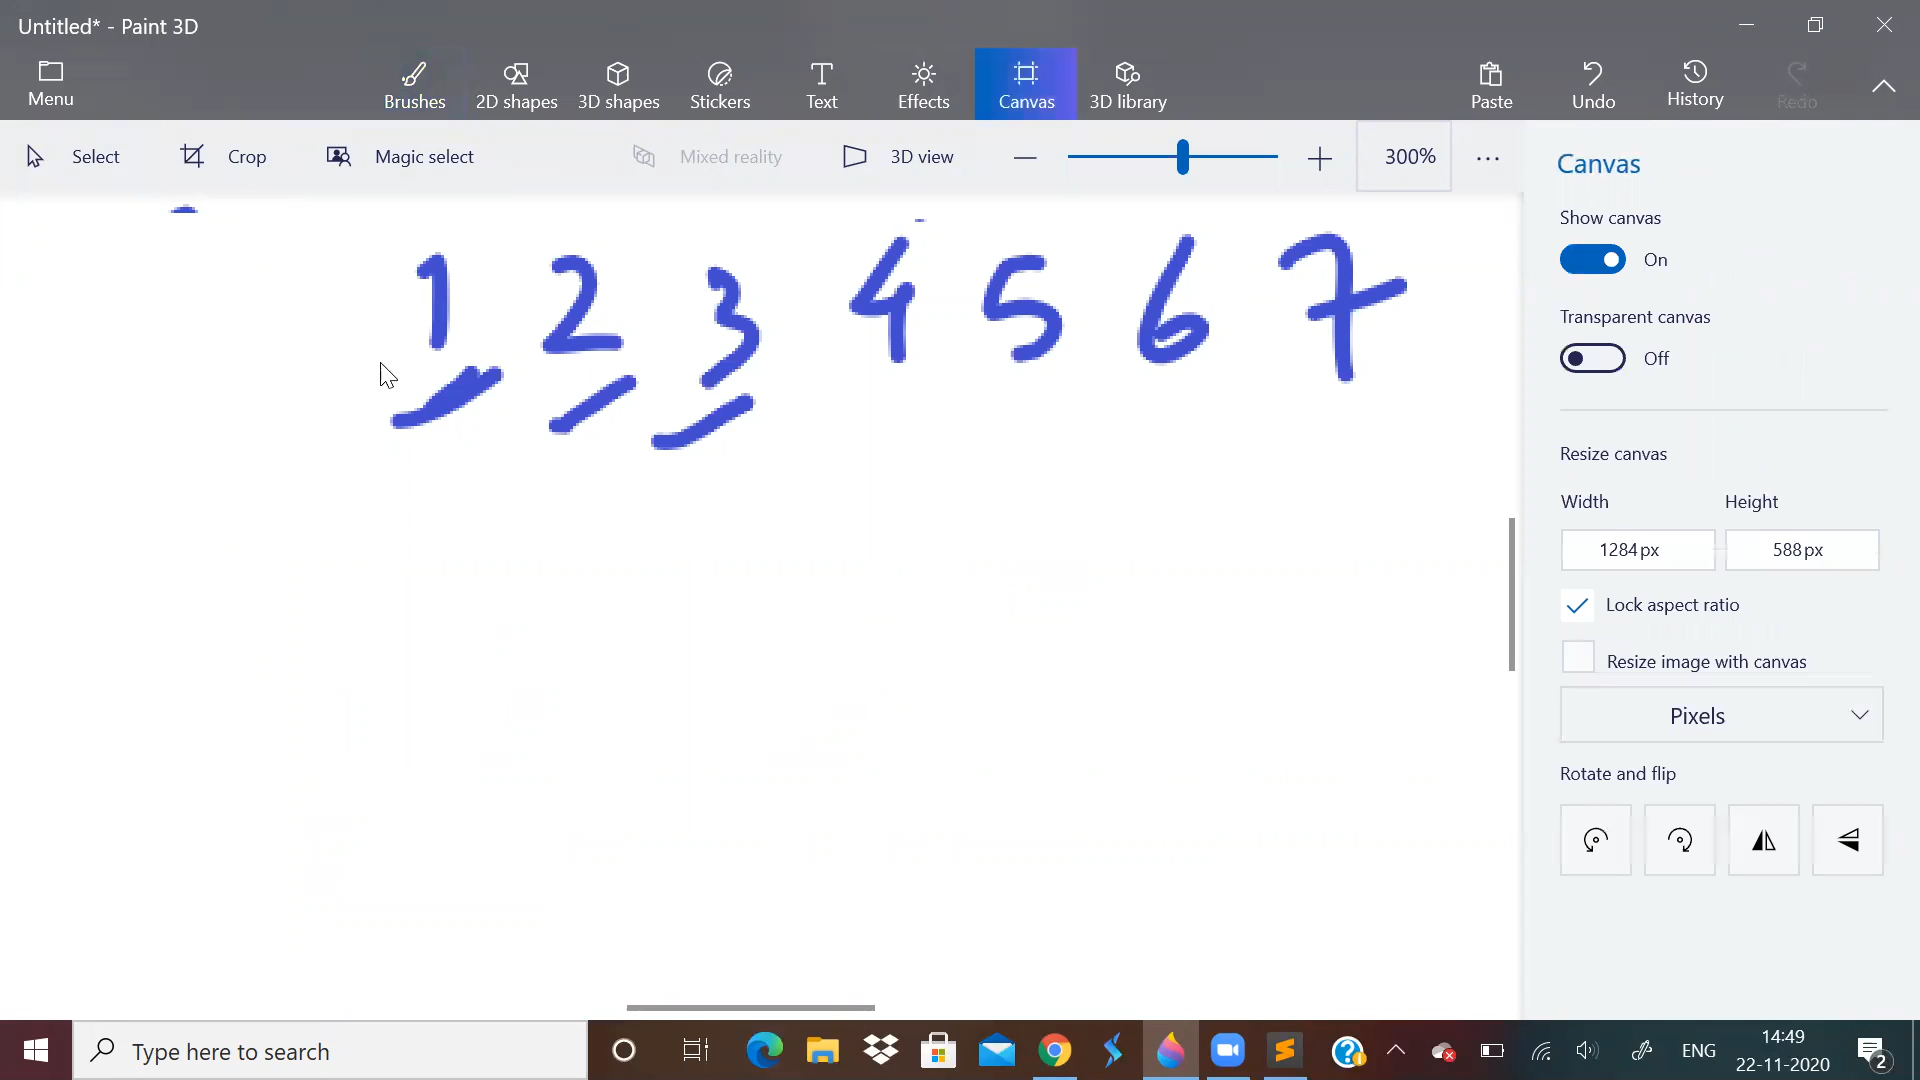 Untitled* - Paint 3D
Menu Brushes 2D shapes 3D shapes Stickers Text Effects Canvas 3D library Paste Undo History Redo
Select Crop Magic select Mixed reality 3D view 300%
1 2 3 4 5 6 7
Canvas
Show canvas
On
Transparent canvas
Off
Resize canvas
Width Height
1284 px 588 px
Lock aspect ratio
Resize image with canvas
Pixels
Rotate and flip
Type here to search
ENG
14:49
22-11-2020
2